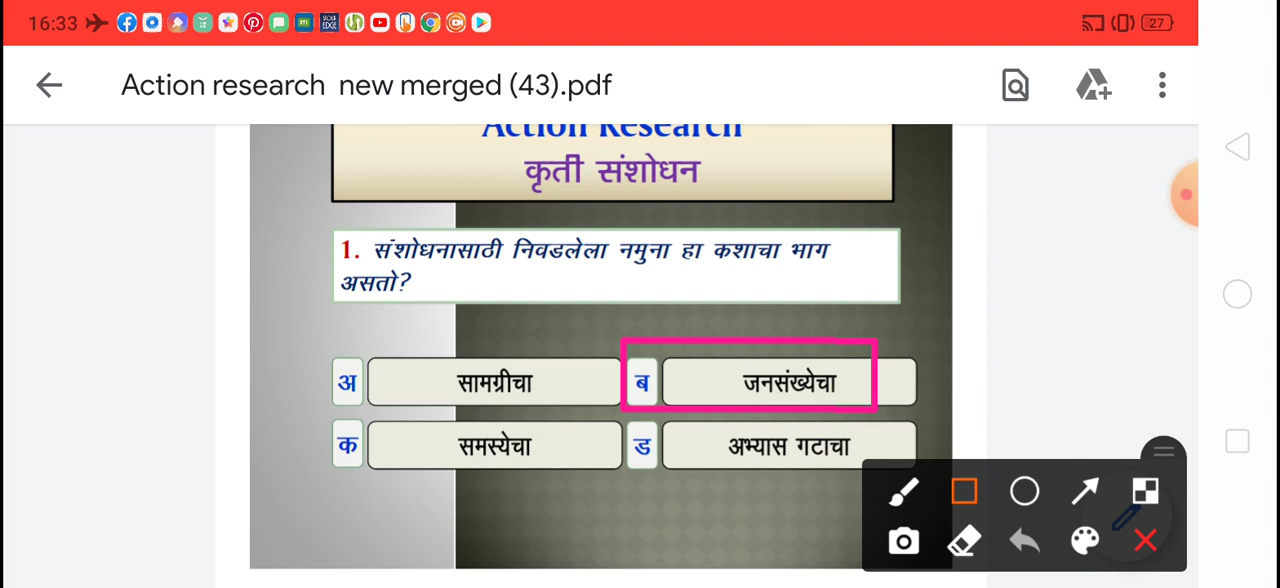 16:33
27
Action research new merged (43).pdf
Action Research
कृती संशोधन
1. संशोधनासाठी निवडलेला नमुना हा कशाचा भाग
असतो?
अ सामग्रीचा ब जनसंख्येचा
क समस्येचा ड अभ्यास गटाचा